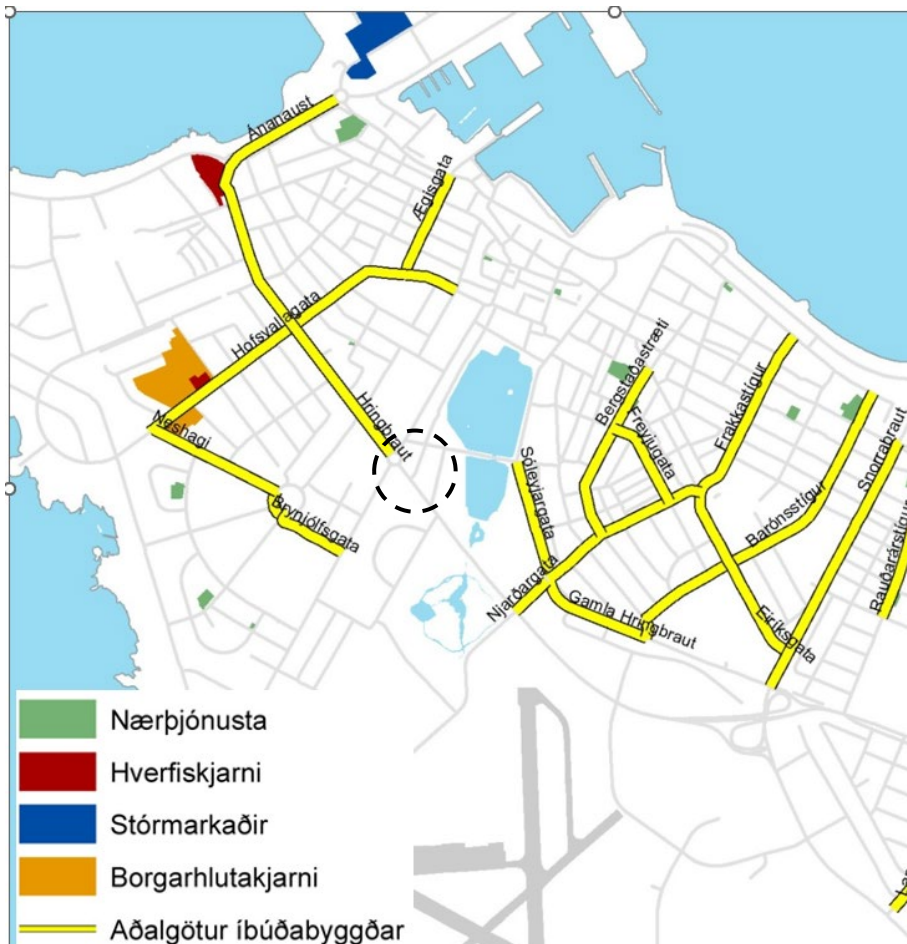 Ánanaust
Ægisgata
Hofsvallagata
Hringbraut
Neshagi
Brynjólfsgata
Bergstaðastræti
Freyjugata
Frakkastígur
Sóleyjargata
Njarðargata
Gamla Hringbraut
Barónsstígur
Eiríksgata
Snorrabraut
Rauðarárstígur
Nærþjónusta
Hverfiskjarni
Stórmarkaðir
Borgarhlutakjarni
Aðalgötur íbúðabyggðar